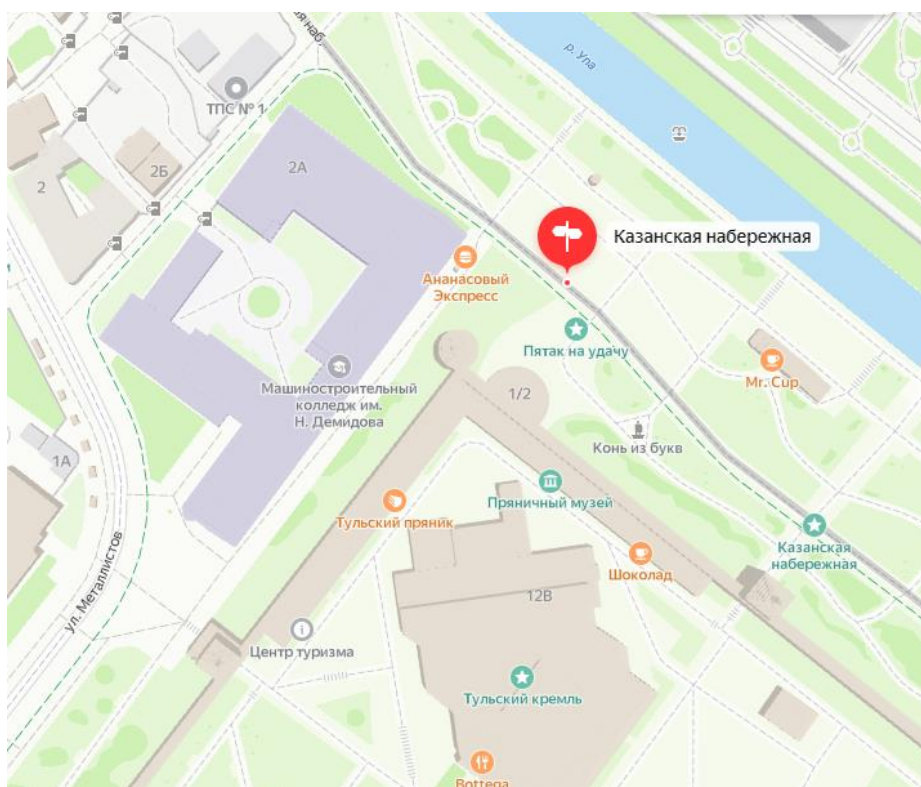 ая наб.
р. Упа
ТПС № 1
2А
2Б
2
Казанская набережная
Ананасовый
Экспресс
Пятак на удачу
Mr. Cup
Машиностроительный
колледж им.
Н. Демидова
1/2
Конь из букв
1А
Пряничный музей
Тульский пряник
Казанская
набережная
Шоколад
ул. Металлистов
12В
Центр туризма
Тульский кремль
Bottega